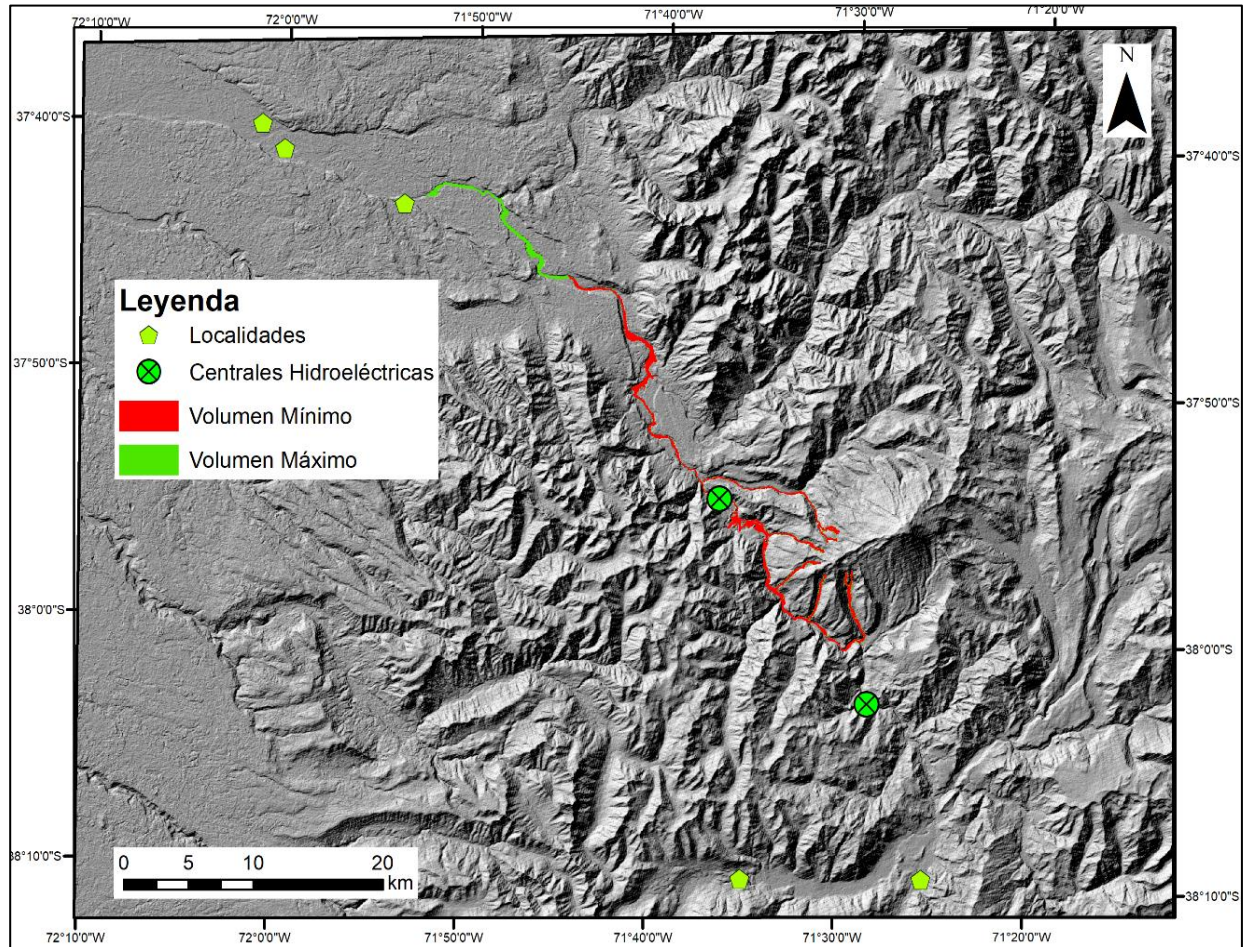 72°10'0"W 72°0'0"W 71°50'0"W 71°40'0"W 71°30'0"W 71°20'0"W
N
37°40'0"S
37°40'0"S
Leyenda
Localidades
Centrales Hidroeléctricas
Volumen Mínimo
Volumen Máximo
37°50'0"S
37°50'0"S
38°0'0"S
38°0'0"S
38°10'0"S
38°10'0"S
0 5 10 20
km
72°10'0"W 72°0'0"W 71°50'0"W 71°40'0"W 71°30'0"W 71°20'0"W